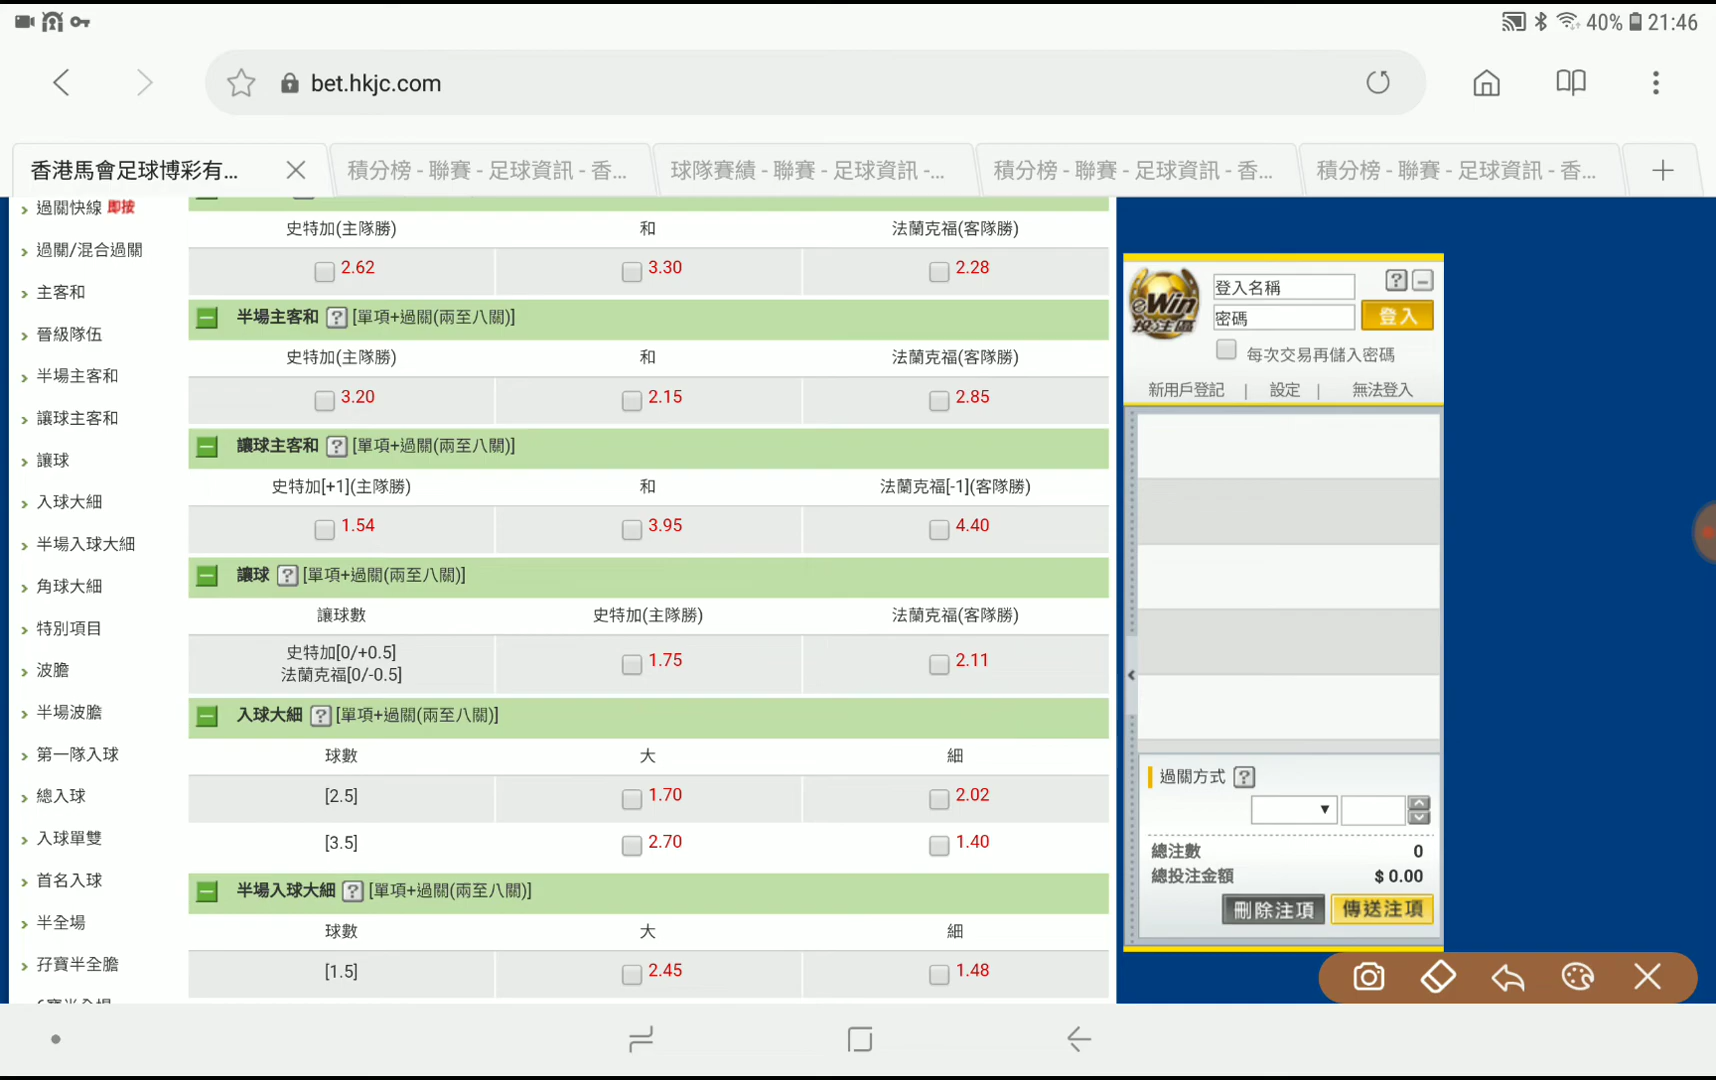 40% 21:46
bet.hkjc.com
香港馬會足球博彩有...
積分榜 - 聯賽 - 足球資訊 - 香...
球隊賽績 - 聯賽 - 足球資訊 -...
積分榜 - 聯賽 - 足球資訊 - 香...
積分榜 - 聯賽 - 足球資訊 - 香...
過關快線 即按
過關/混合過關
主客和
晉級隊伍
半場主客和
讓球主客和
讓球
入球大細
半場入球大細
角球大細
特別項目
波膽
半場波膽
第一隊入球
總入球
入球單雙
首名入球
半全場
孖寶半全膽
史特加(主隊勝) 和 法蘭克福(客隊勝)
2.62 3.30 2.28
半場主客和 ? [單項+過關(兩至八關)]
史特加(主隊勝) 和 法蘭克福(客隊勝)
3.20 2.15 2.85
讓球主客和 ? [單項+過關(兩至八關)]
史特加[+1](主隊勝) 和 法蘭克福[-1](客隊勝)
1.54 3.95 4.40
讓球 ? [單項+過關(兩至八關)]
讓球數 史特加(主隊勝) 法蘭克福(客隊勝)
史特加[0/+0.5]
法蘭克福[0/-0.5]
1.75 2.11
入球大細 ? [單項+過關(兩至八關)]
球數 大 細
[2.5] 1.70 2.02
[3.5] 2.70 1.40
半場入球大細 ? [單項+過關(兩至八關)]
球數 大 細
[1.5] 2.45 1.48
eWin
投注區
登入名稱
?
密碼
登入
每次交易再儲入密碼
新用戶登記 | 設定 | 無法登入
過關方式 ?
總注數 0
總投注金額 $ 0.00
刪除注項 傳送注項